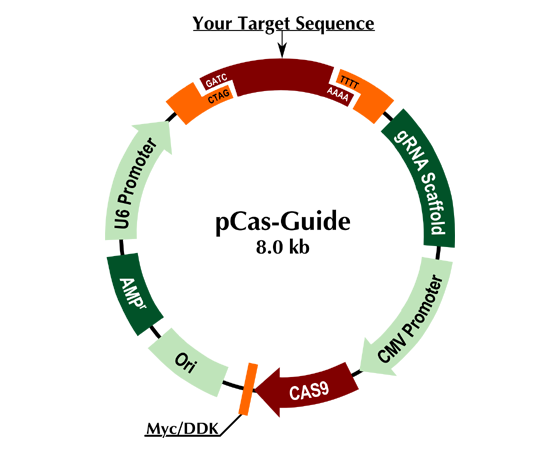 Your Target Sequence
GATC
CTAG
TTTT
AAAA
gRNA Scaffold
U6 Promoter
pCas-Guide
8.0 kb
AMPr
CMV Promoter
Ori
CAS9
Myc/DDK